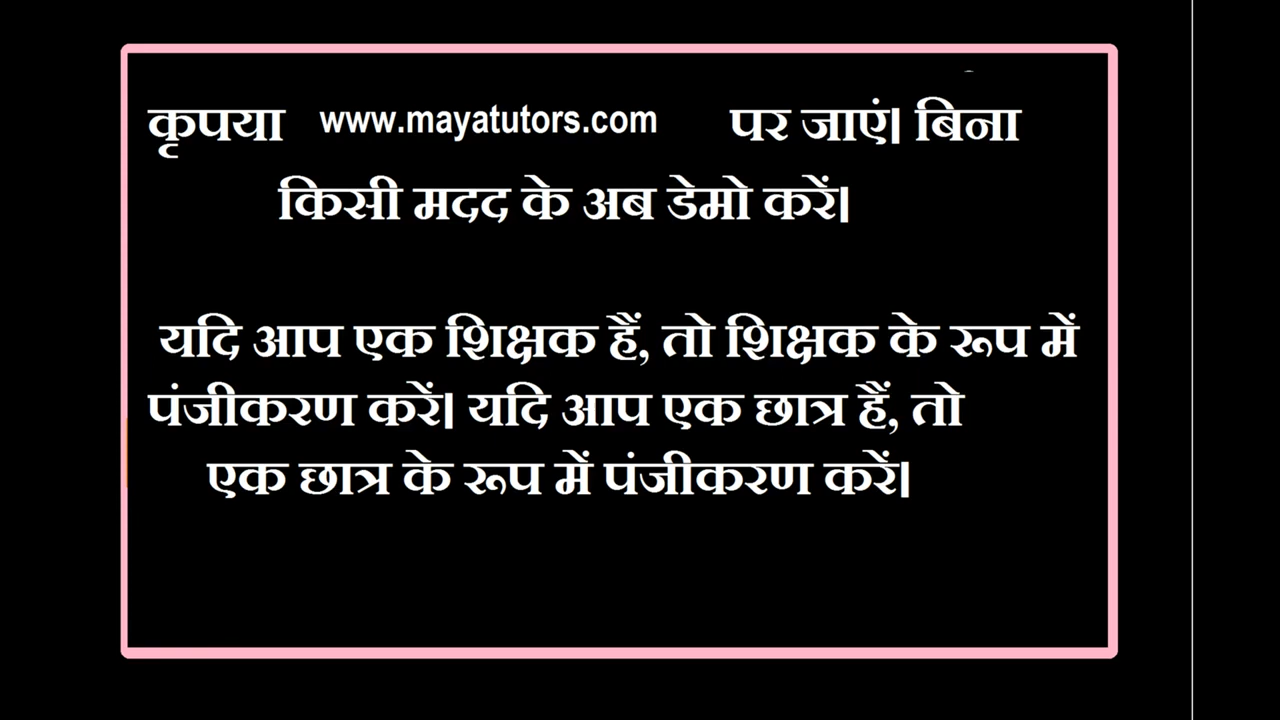 कृपया www.mayatutors.com पर जाएं। बिना
किसी मदद के अब डेमो करें।
यदि आप एक शिक्षक हैं, तो शिक्षक के रूप में
पंजीकरण करें। यदि आप एक छात्र हैं, तो
एक छात्र के रूप में पंजीकरण करें।